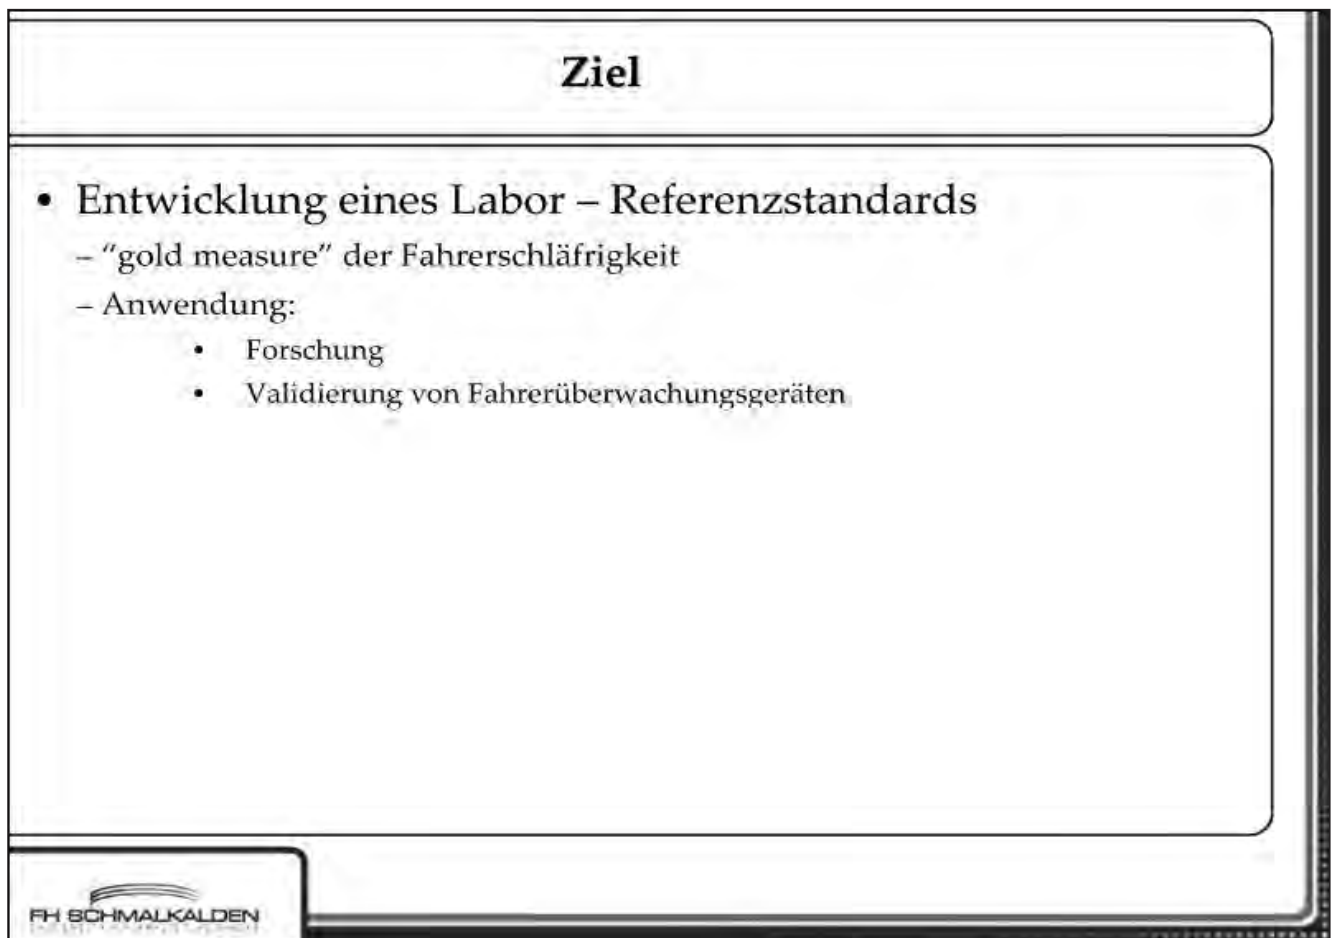 Ziel
• Entwicklung eines Labor – Referenzstandards
– “gold measure” der Fahrerschläfrigkeit
– Anwendung:
• Forschung
• Validierung von Fahrerüberwachungsgeräten
FH SCHMALKALDEN